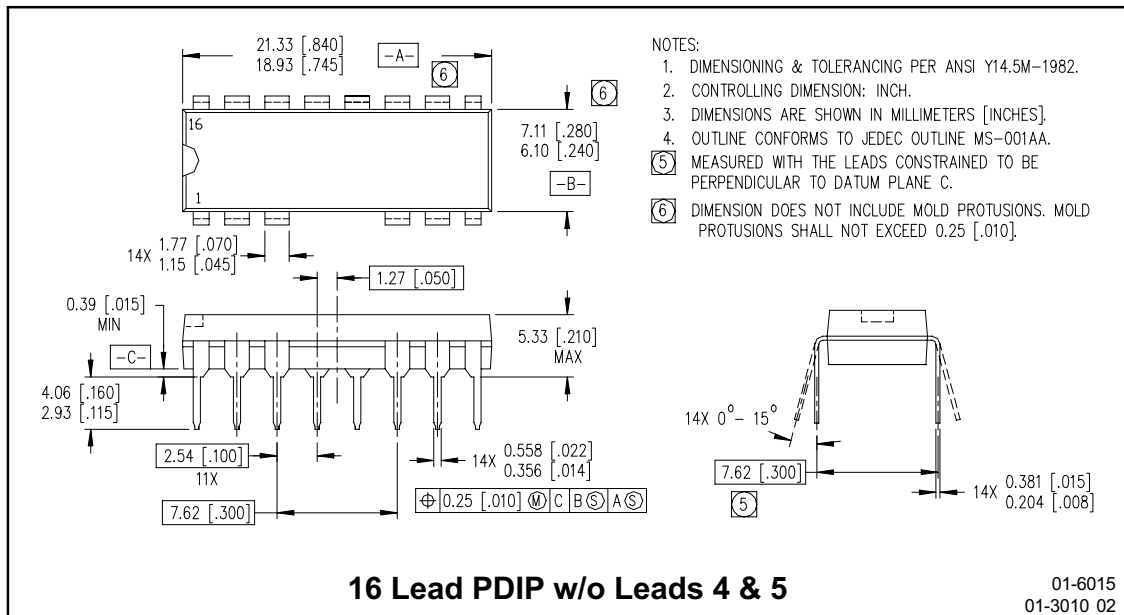 21.33 [.840]
18.93 [.745]
-A-
6
6
16
1
7.11 [.280]
6.10 [.240]
-B-
NOTES:
1. DIMENSIONING & TOLERANCING PER ANSI Y14.5M-1982.
2. CONTROLLING DIMENSION: INCH.
3. DIMENSIONS ARE SHOWN IN MILLIMETERS [INCHES].
4. OUTLINE CONFORMS TO JEDEC OUTLINE MS-001AA.
5 MEASURED WITH THE LEADS CONSTRAINED TO BE
PERPENDICULAR TO DATUM PLANE C.
6 DIMENSION DOES NOT INCLUDE MOLD PROTUSIONS. MOLD
PROTUSIONS SHALL NOT EXCEED 0.25 [.010].
14X 1.77 [.070]
1.15 [.045]
1.27 [.050]
0.39 [.015]
MIN
-C-
5.33 [.210]
MAX
4.06 [.160]
2.93 [.115]
2.54 [.100]
11X
14X 0.558 [.022]
0.356 [.014]
⌖ 0.25 [.010] Ⓜ C B Ⓢ A Ⓢ
7.62 [.300]
14X 0°- 15°
7.62 [.300]
5
14X 0.381 [.015]
0.204 [.008]
16 Lead PDIP w/o Leads 4 & 5
01-6015
01-3010 02